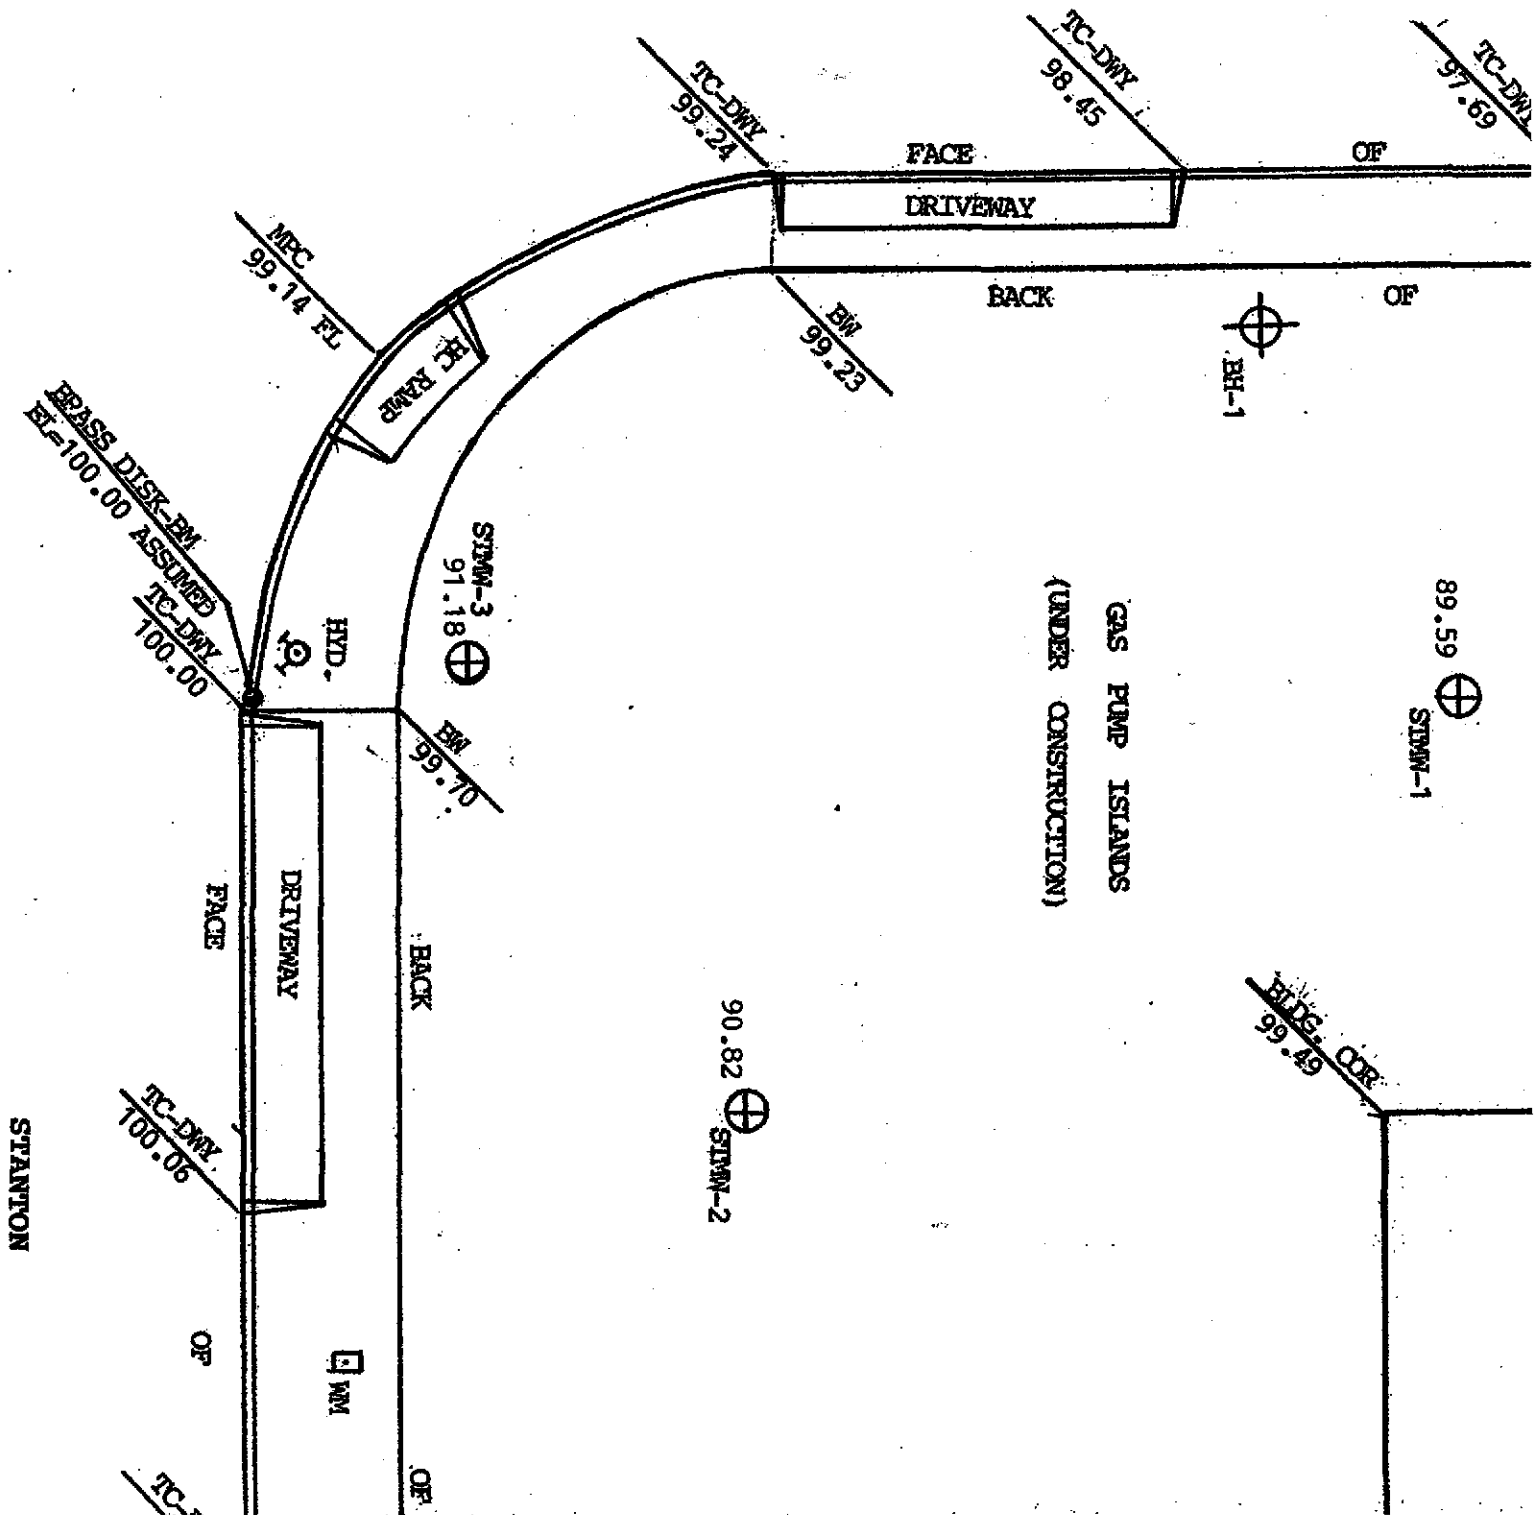 TC-DWY
99.24
TC-DWY
98.45
TC-DWY
97.69
FACE
OF
DRIVEWAY
BACK
OF
MPC
99.14 FL
BW
99.23
BH-1
HC RAMP
BRASS DISK-BM
EL=100.00 ASSUMED
TC-DWY
100.00
HYD.
STMW-3
91.18
BW
99.70
GAS PUMP ISLANDS
(UNDER CONSTRUCTION)
89.59
STMW-1
FACE
DRIVEWAY
BACK
90.82
STMW-2
BLDG. COR
99.49
TC-DWY
100.06
STANTON
OF
WM
OF
TC-